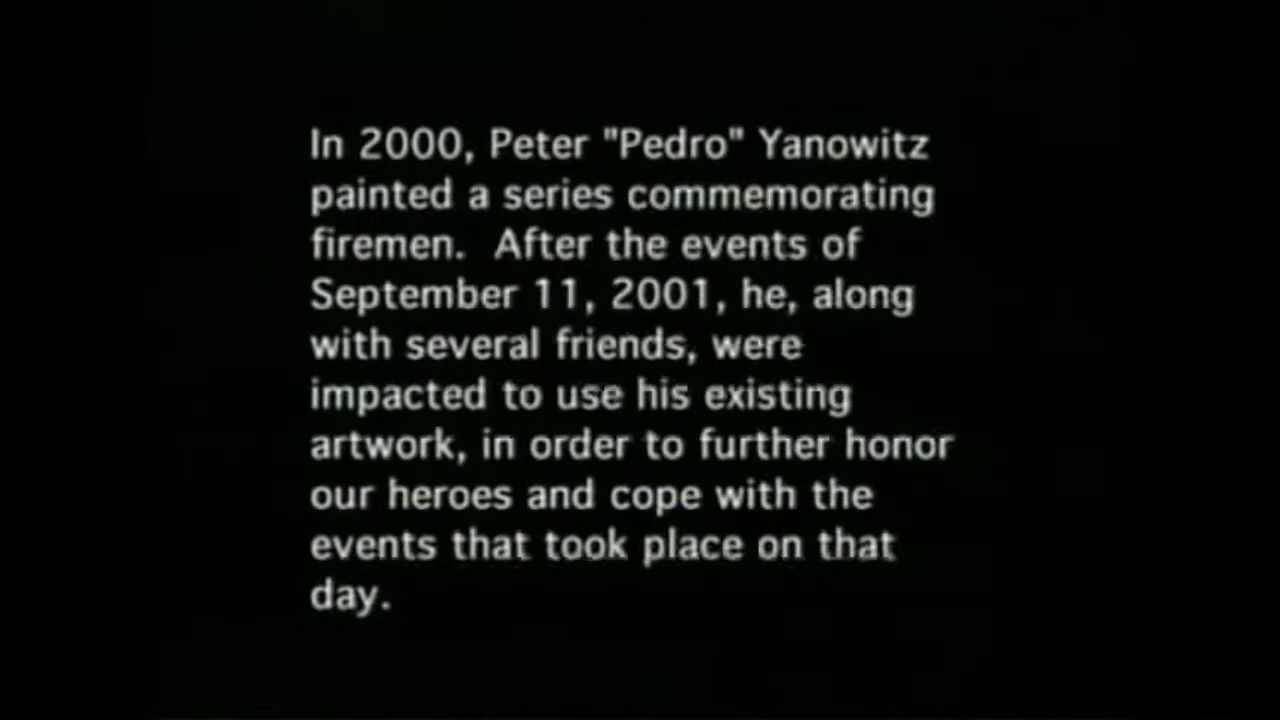 In 2000, Peter "Pedro" Yanowitz
painted a series commemorating
firemen.  After the events of
September 11, 2001, he, along
with several friends, were
impacted to use his existing
artwork, in order to further honor
our heroes and cope with the
events that took place on that
day.